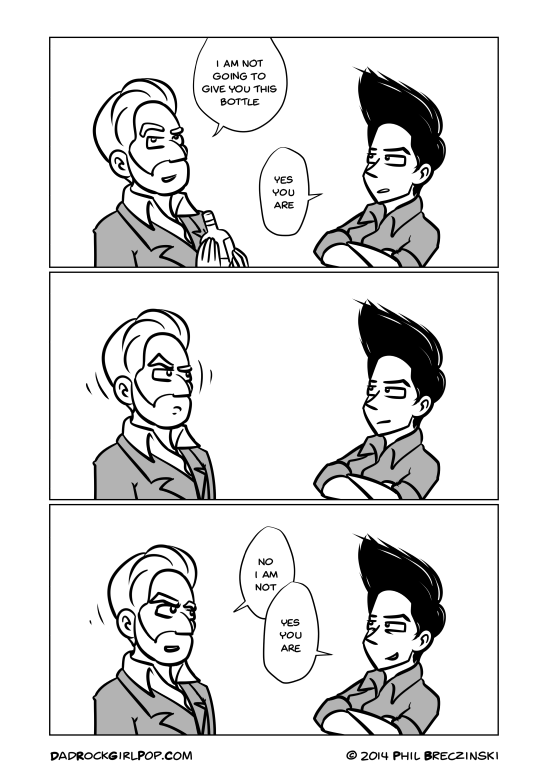 I AM NOT
GOING TO
GIVE YOU THIS
BOTTLE
YES
YOU
ARE
NO
I AM
NOT
YES
YOU
ARE
DADROCKGIRLPOP.COM
© 2014 PHIL BRECZINSKI